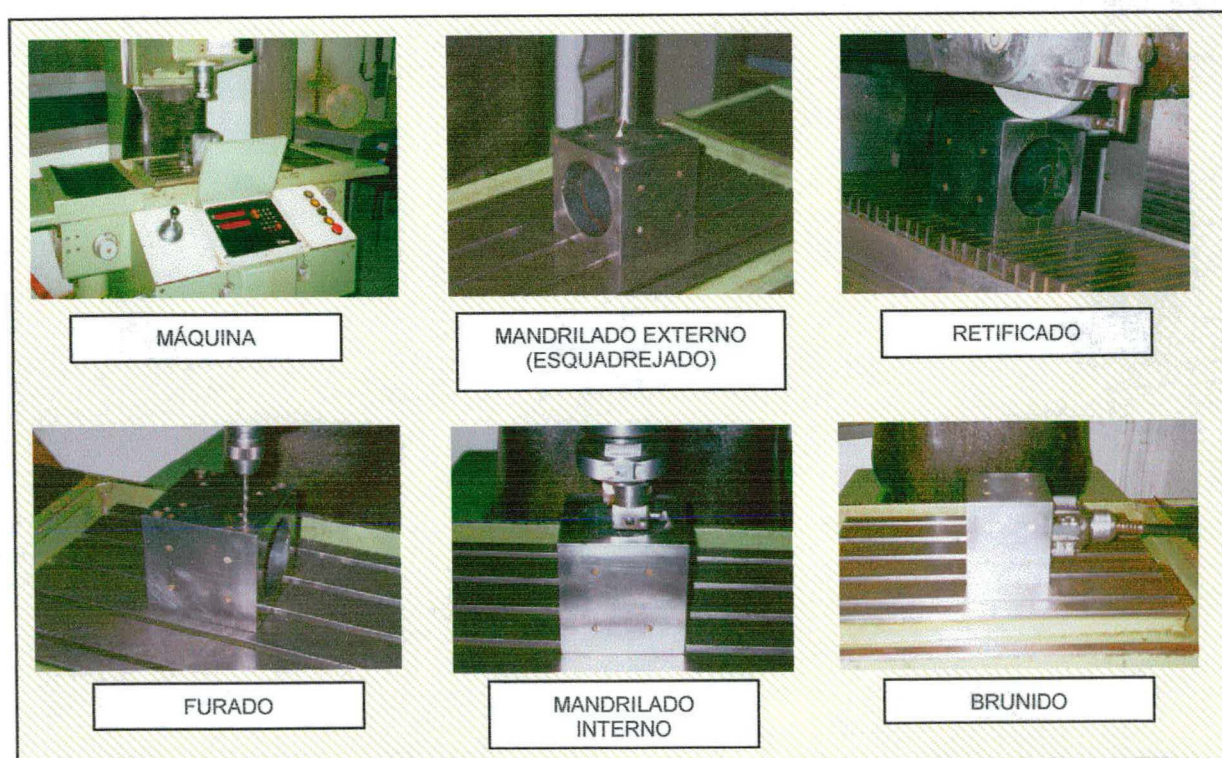 MÁQUINA
MANDRILADO EXTERNO
(ESQUADREJADO)
RETIFICADO
FURADO
MANDRILADO
INTERNO
BRUNIDO